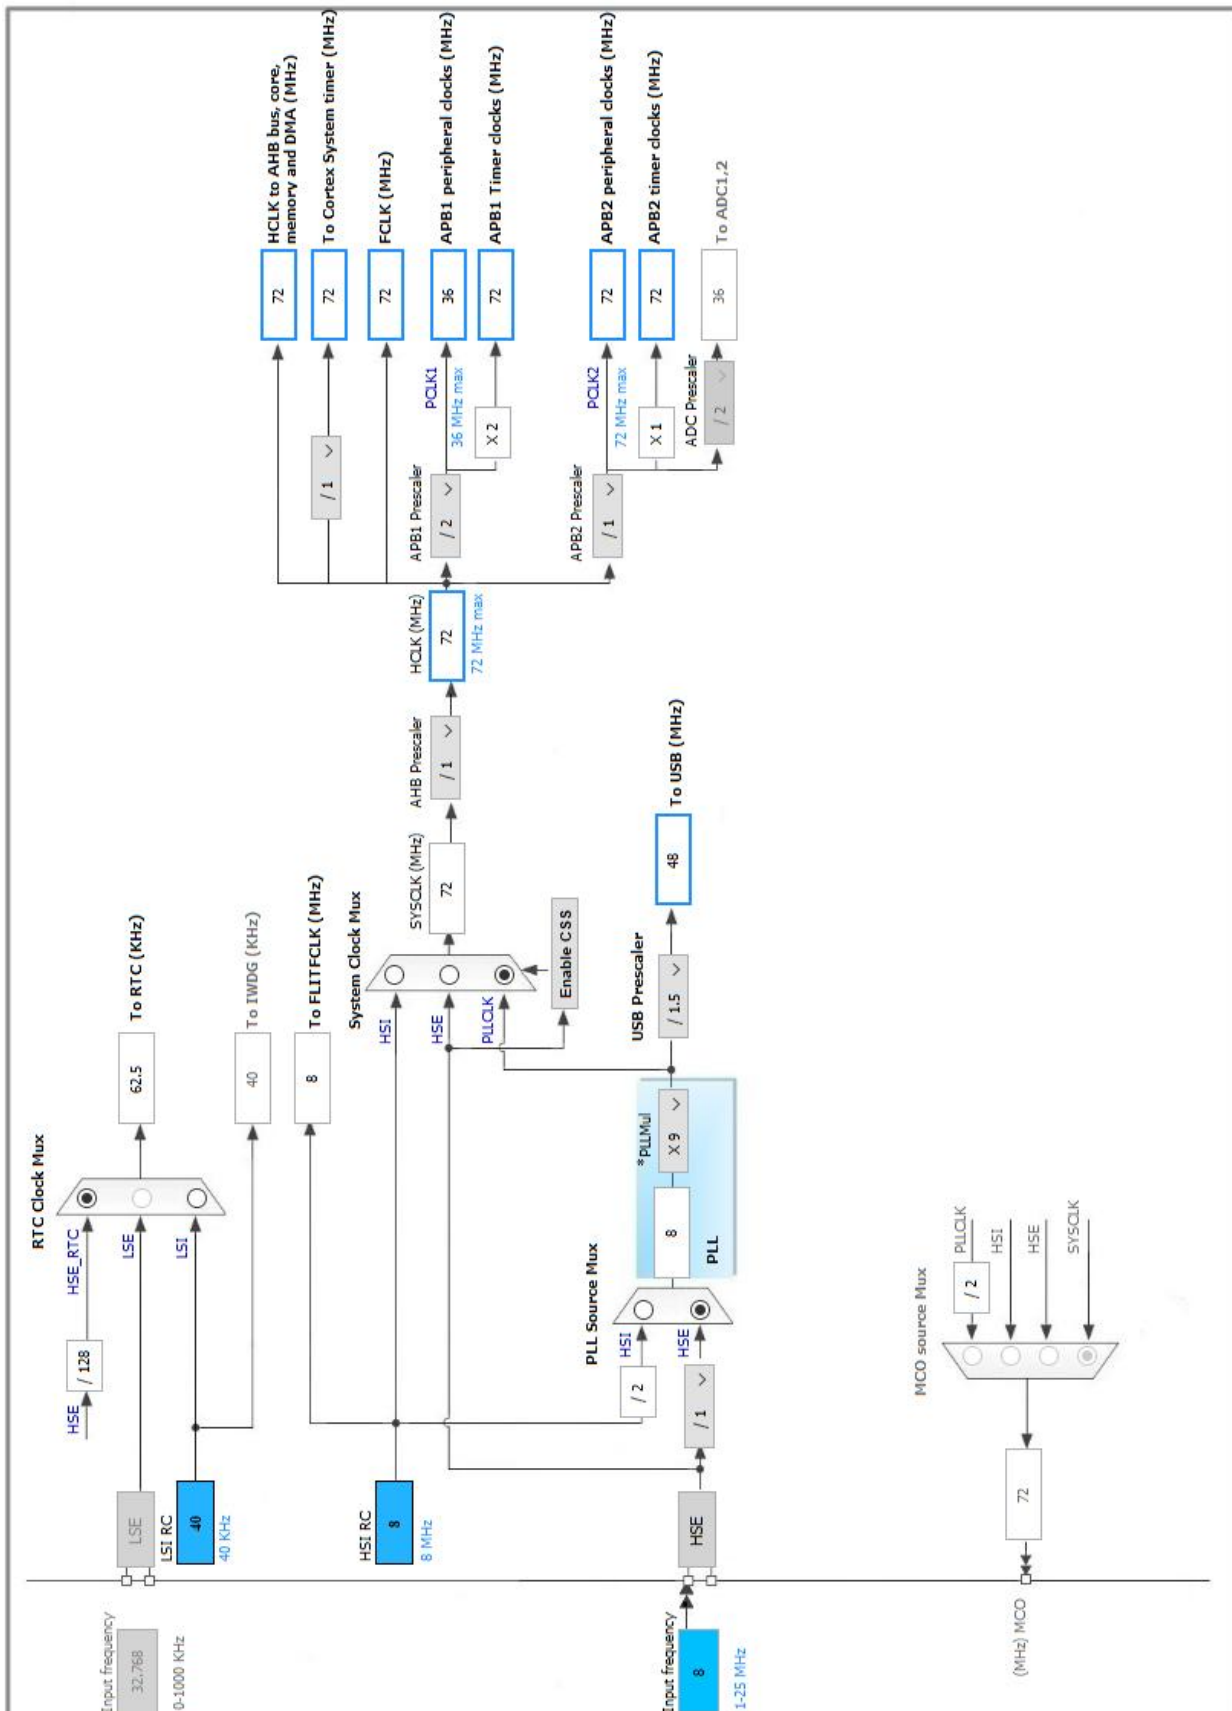 Input frequency
32.768
0-1000 KHz
LSE
LSI RC
40
40 KHz
HSE
/ 128
HSE_RTC
LSE
LSI
RTC Clock Mux
62.5
To RTC (KHz)
40
To IWDG (KHz)
8
To FLITFCLK (MHz)
HSI RC
8
8 MHz
System Clock Mux
HSI
HSE
PLLCLK
Enable CSS
SYSCLK (MHz)
72
AHB Prescaler
/ 1
HCLK (MHz)
72
72 MHz max
72
HCLK to AHB bus, core,
memory and DMA (MHz)
/ 1
72
To Cortex System timer (MHz)
72
FCLK (MHz)
APB1 Prescaler
/ 2
PCLK1
36 MHz max
36
APB1 peripheral clocks (MHz)
X 2
72
APB1 Timer clocks (MHz)
APB2 Prescaler
/ 1
PCLK2
72 MHz max
72
APB2 peripheral clocks (MHz)
X 1
72
APB2 timer clocks (MHz)
ADC Prescaler
/ 2
36
To ADC1,2
Input frequency
8
1-25 MHz
HSE
/ 1
PLL Source Mux
/ 2
HSI
HSE
8
*PLLMul
X 9
PLL
USB Prescaler
/ 1.5
48
To USB (MHz)
MCO source Mux
PLLCLK
/ 2
HSI
HSE
SYSCLK
72
(MHz) MCO